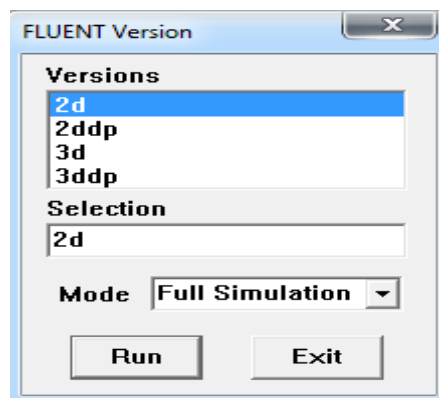 FLUENT Version
Versions
2d
2ddp
3d
3ddp
Selection
2d
Mode Full Simulation
Run Exit